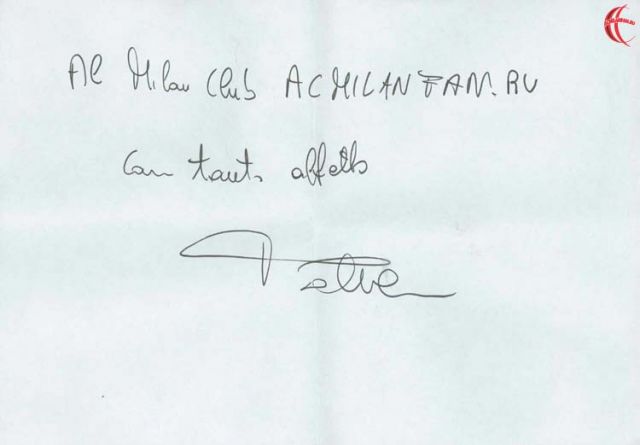 Al Milan Club ACMILANFAN.RU
Con tanto affetto